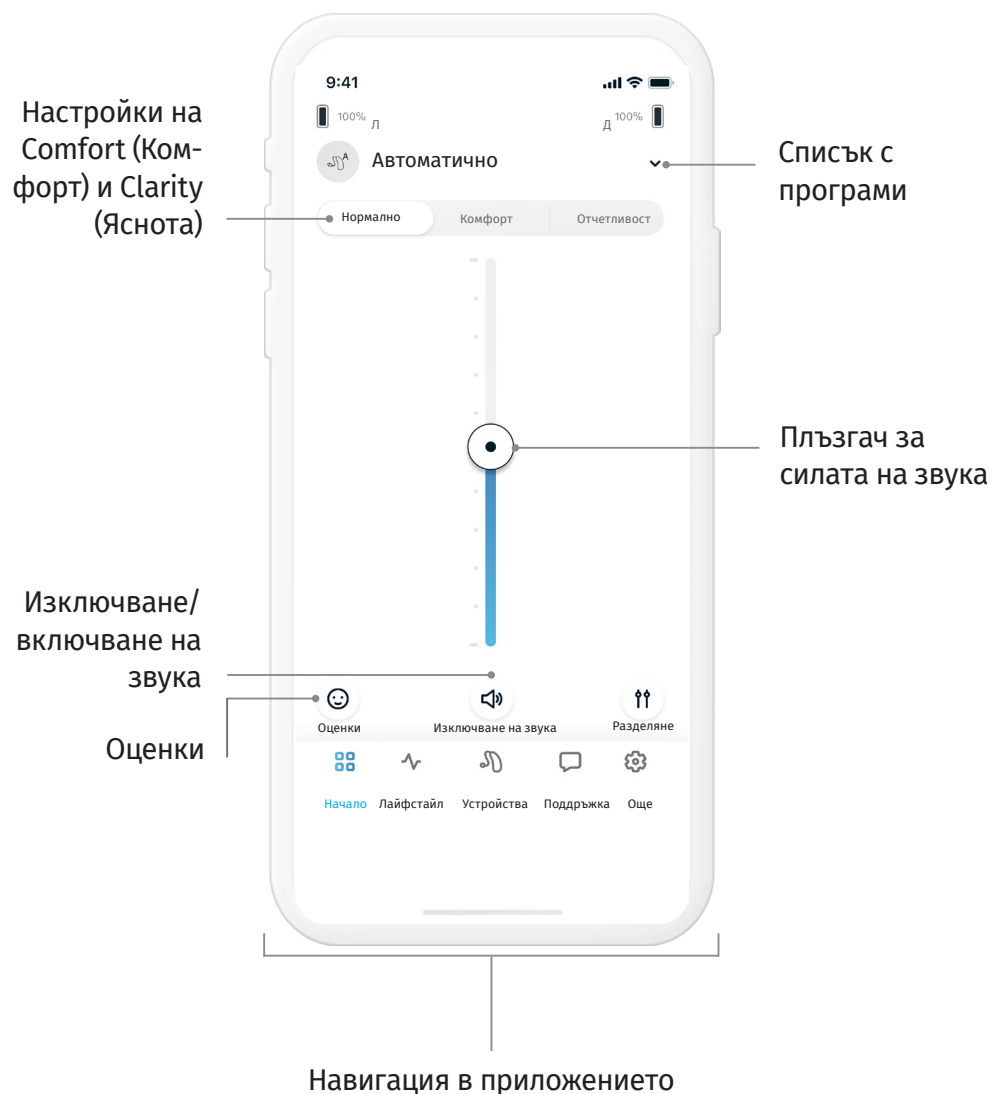 9:41
100% Л
Д 100%
Настройки на
Comfort (Ком-
форт) и Clarity
(Яснота)
A
Автоматично
Списък с
програми
Нормално
Комфорт
Отчетливост
Плъзгач за
силата на звука
Изключване/
включване на
звука
Оценки
Оценки
Изключване на звука
Разделяне
Начало
Лайфстайл
Устройства
Поддръжка
Още
Навигация в приложението